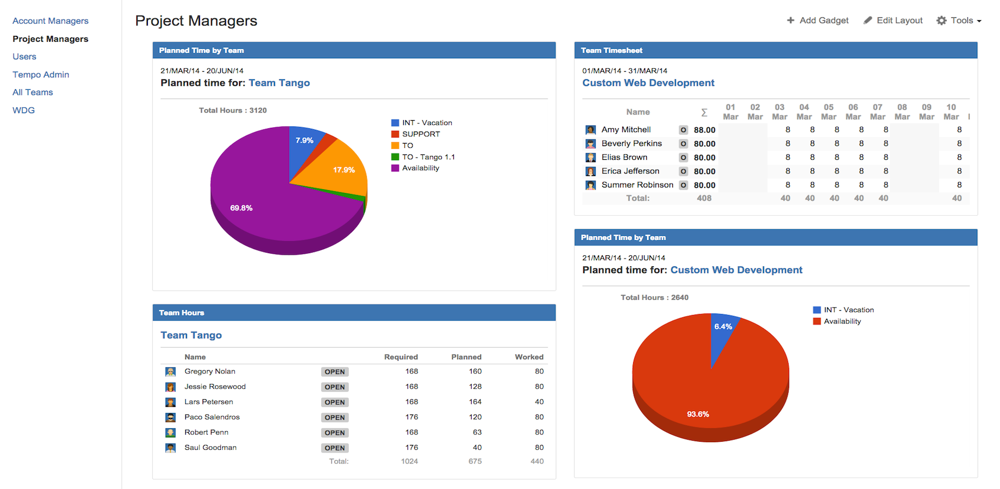 Account Managers
Project Managers
Users
Tempo Admin
All Teams
WDG
Project Managers
Add Gadget
Edit Layout
Tools
Planned Time by Team
21/MAR/14 - 20/JUN/14
Planned time for: Team Tango
Total Hours : 3120
7.9%
17.9%
69.8%
INT - Vacation
SUPPORT
TO
TO - Tango 1.1
Availability
Team Hours
Team Tango
Name Required Planned Worked
Gregory Nolan OPEN 168 160 80
Jessie Rosewood OPEN 168 128 80
Lars Petersen OPEN 168 164 40
Paco Salendros OPEN 176 120 80
Robert Penn OPEN 168 63 80
Saul Goodman OPEN 176 40 80
Total: 1024 675 440
Team Timesheet
01/MAR/14 - 31/MAR/14
Custom Web Development
Name Σ 01 Mar 02 Mar 03 Mar 04 Mar 05 Mar 06 Mar 07 Mar 08 Mar 09 Mar 10 Mar
Amy Mitchell O 88.00 8 8 8 8 8 8
Beverly Perkins O 80.00 8 8 8 8 8 8
Elias Brown O 80.00 8 8 8 8 8 8
Erica Jefferson O 80.00 8 8 8 8 8 8
Summer Robinson O 80.00 8 8 8 8 8 8
Total: 408 40 40 40 40 40 40
Planned Time by Team
21/MAR/14 - 20/JUN/14
Planned time for: Custom Web Development
Total Hours : 2640
6.4%
93.6%
INT - Vacation
Availability